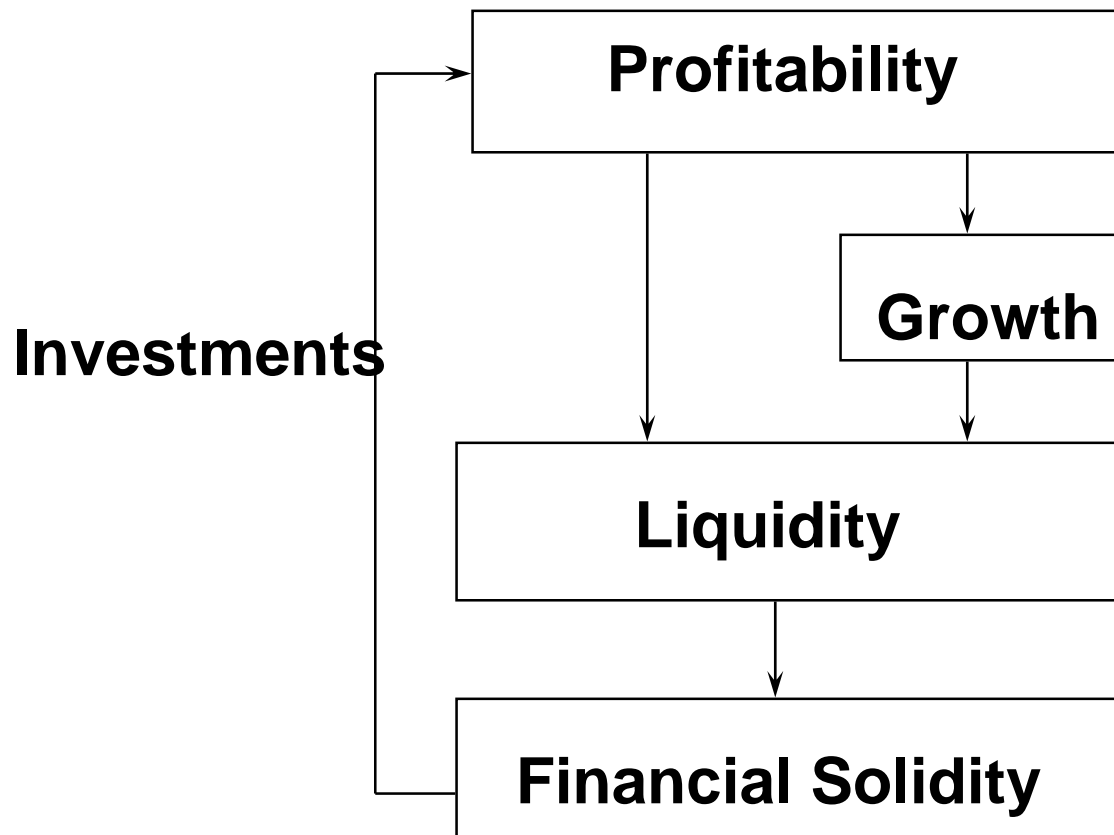 Profitability
Growth
Investments
Liquidity
Financial Solidity